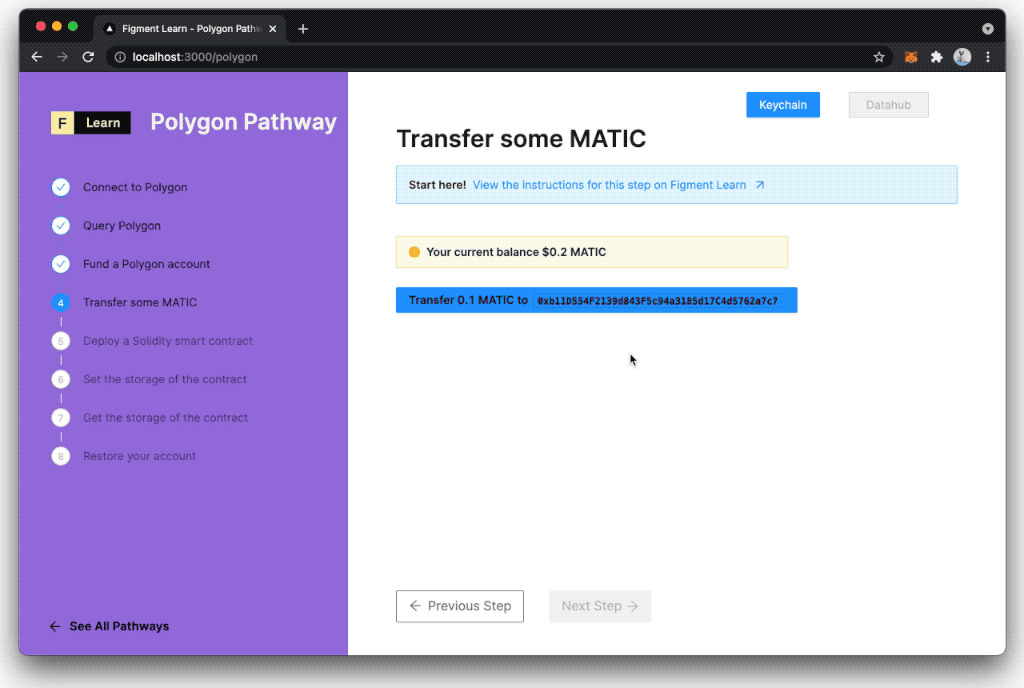 Figment Learn - Polygon Pathw
localhost:3000/polygon
F Learn
Polygon Pathway
Connect to Polygon
Query Polygon
Fund a Polygon account
4 Transfer some MATIC
5 Deploy a Solidity smart contract
6 Set the storage of the contract
7 Get the storage of the contract
8 Restore your account
See All Pathways
Keychain
Datahub
Transfer some MATIC
Start here! View the instructions for this step on Figment Learn
Your current balance $0.2 MATIC
Transfer 0.1 MATIC to 0xb11D554F2139d843F5c94a3185d17C4d5762a7c7
Previous Step
Next Step